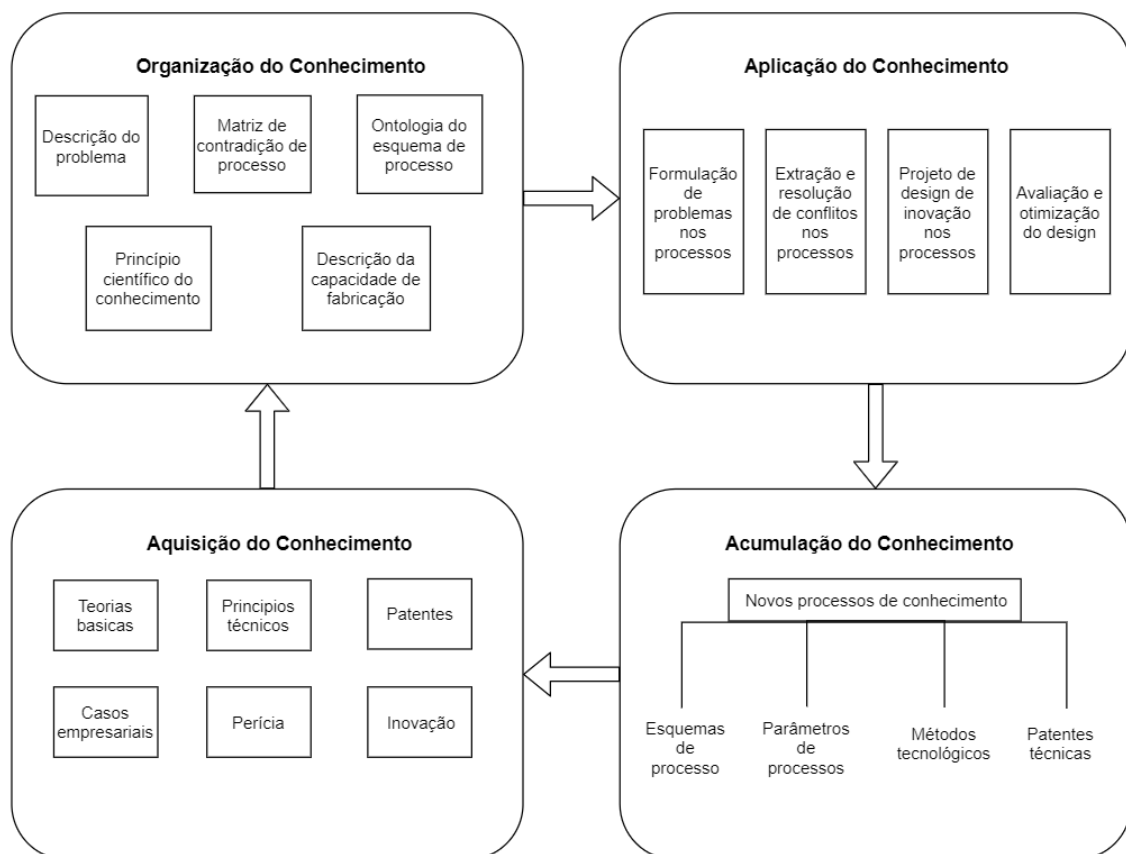 Organização do Conhecimento
Descrição do
problema
Matriz de
contradição de
processo
Ontologia do
esquema de
processo
Princípio
científico do
conhecimento
Descrição da
capacidade de
fabricação
Aplicação do Conhecimento
Formulação
de
problemas
nos
processos
Extração e
resolução
de conflitos
nos
processos
Projeto de
design de
inovação
nos
processos
Avaliação e
otimização
do design
Aquisição do Conhecimento
Teorias
basicas
Principios
técnicos
Patentes
Casos
empresariais
Perícia
Inovação
Acumulação do Conhecimento
Novos processos de conhecimento
Esquemas
de
processo
Parâmetros
de
processos
Métodos
tecnológicos
Patentes
técnicas